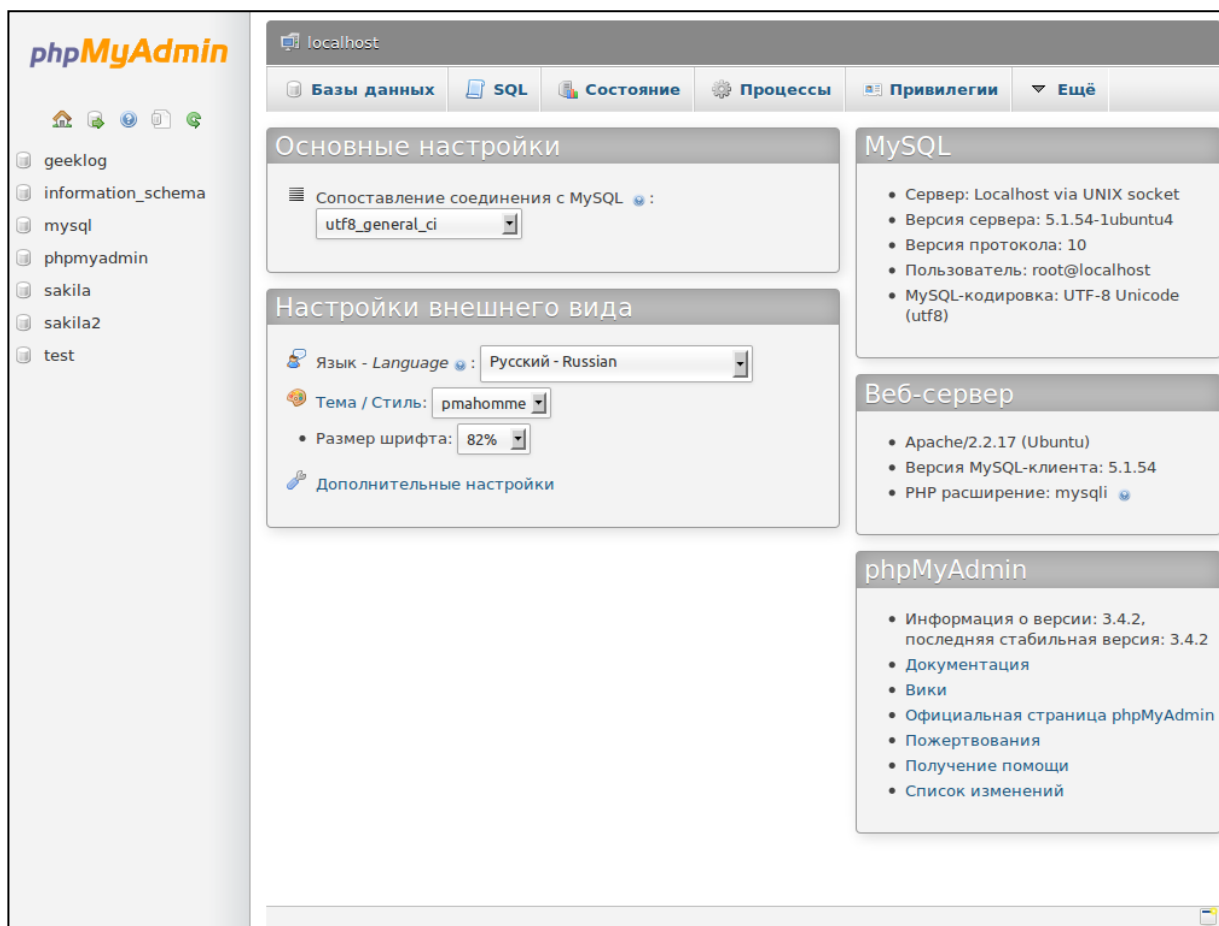 phpMyAdmin
geeklog
information_schema
mysql
phpmyadmin
sakila
sakila2
test
localhost
Базы данных SQL Состояние Процессы Привилегии Ещё
Основные настройки
Сопоставление соединения с MySQL :
utf8_general_ci
Настройки внешнего вида
Язык - Language : Русский - Russian
Тема / Стиль: pmahomme
• Размер шрифта: 82%
Дополнительные настройки
MySQL
• Сервер: Localhost via UNIX socket
• Версия сервера: 5.1.54-1ubuntu4
• Версия протокола: 10
• Пользователь: root@localhost
• MySQL-кодировка: UTF-8 Unicode
(utf8)
Веб-сервер
• Apache/2.2.17 (Ubuntu)
• Версия MySQL-клиента: 5.1.54
• PHP расширение: mysqli
phpMyAdmin
• Информация о версии: 3.4.2,
последняя стабильная версия: 3.4.2
• Документация
• Вики
• Официальная страница phpMyAdmin
• Пожертвования
• Получение помощи
• Список изменений